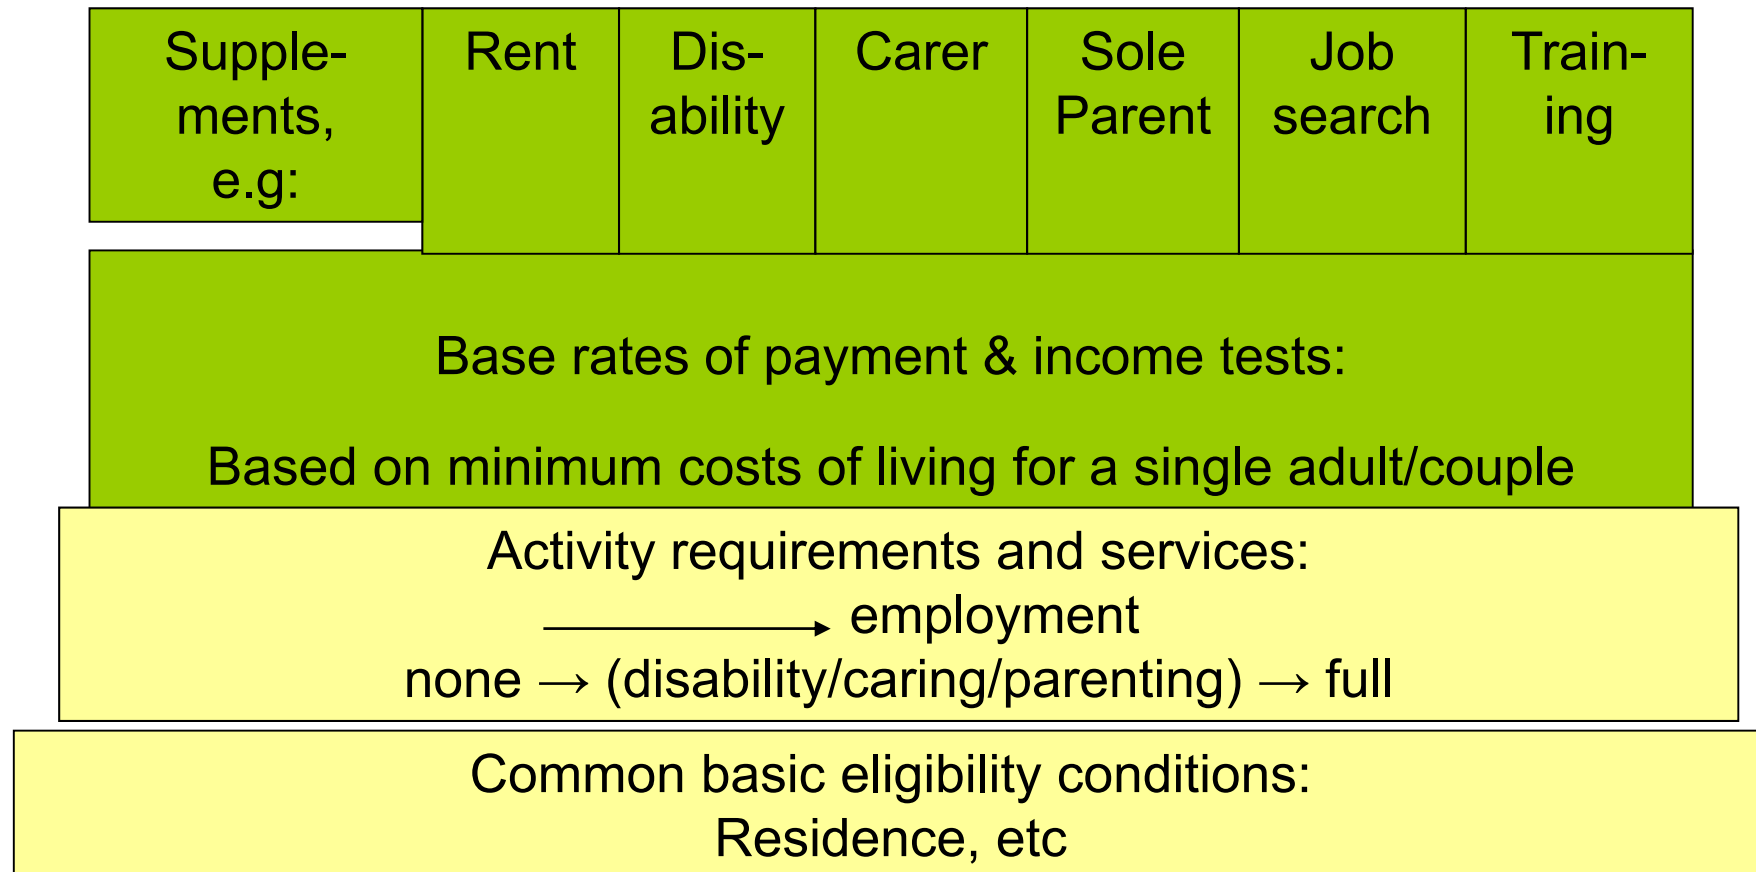 Supple-
ments,
e.g:
Rent
Dis-
ability
Carer
Sole
Parent
Job
search
Train-
ing
Base rates of payment & income tests:
Based on minimum costs of living for a single adult/couple
Activity requirements and services:
employment
none → (disability/caring/parenting) → full
Common basic eligibility conditions:
Residence, etc